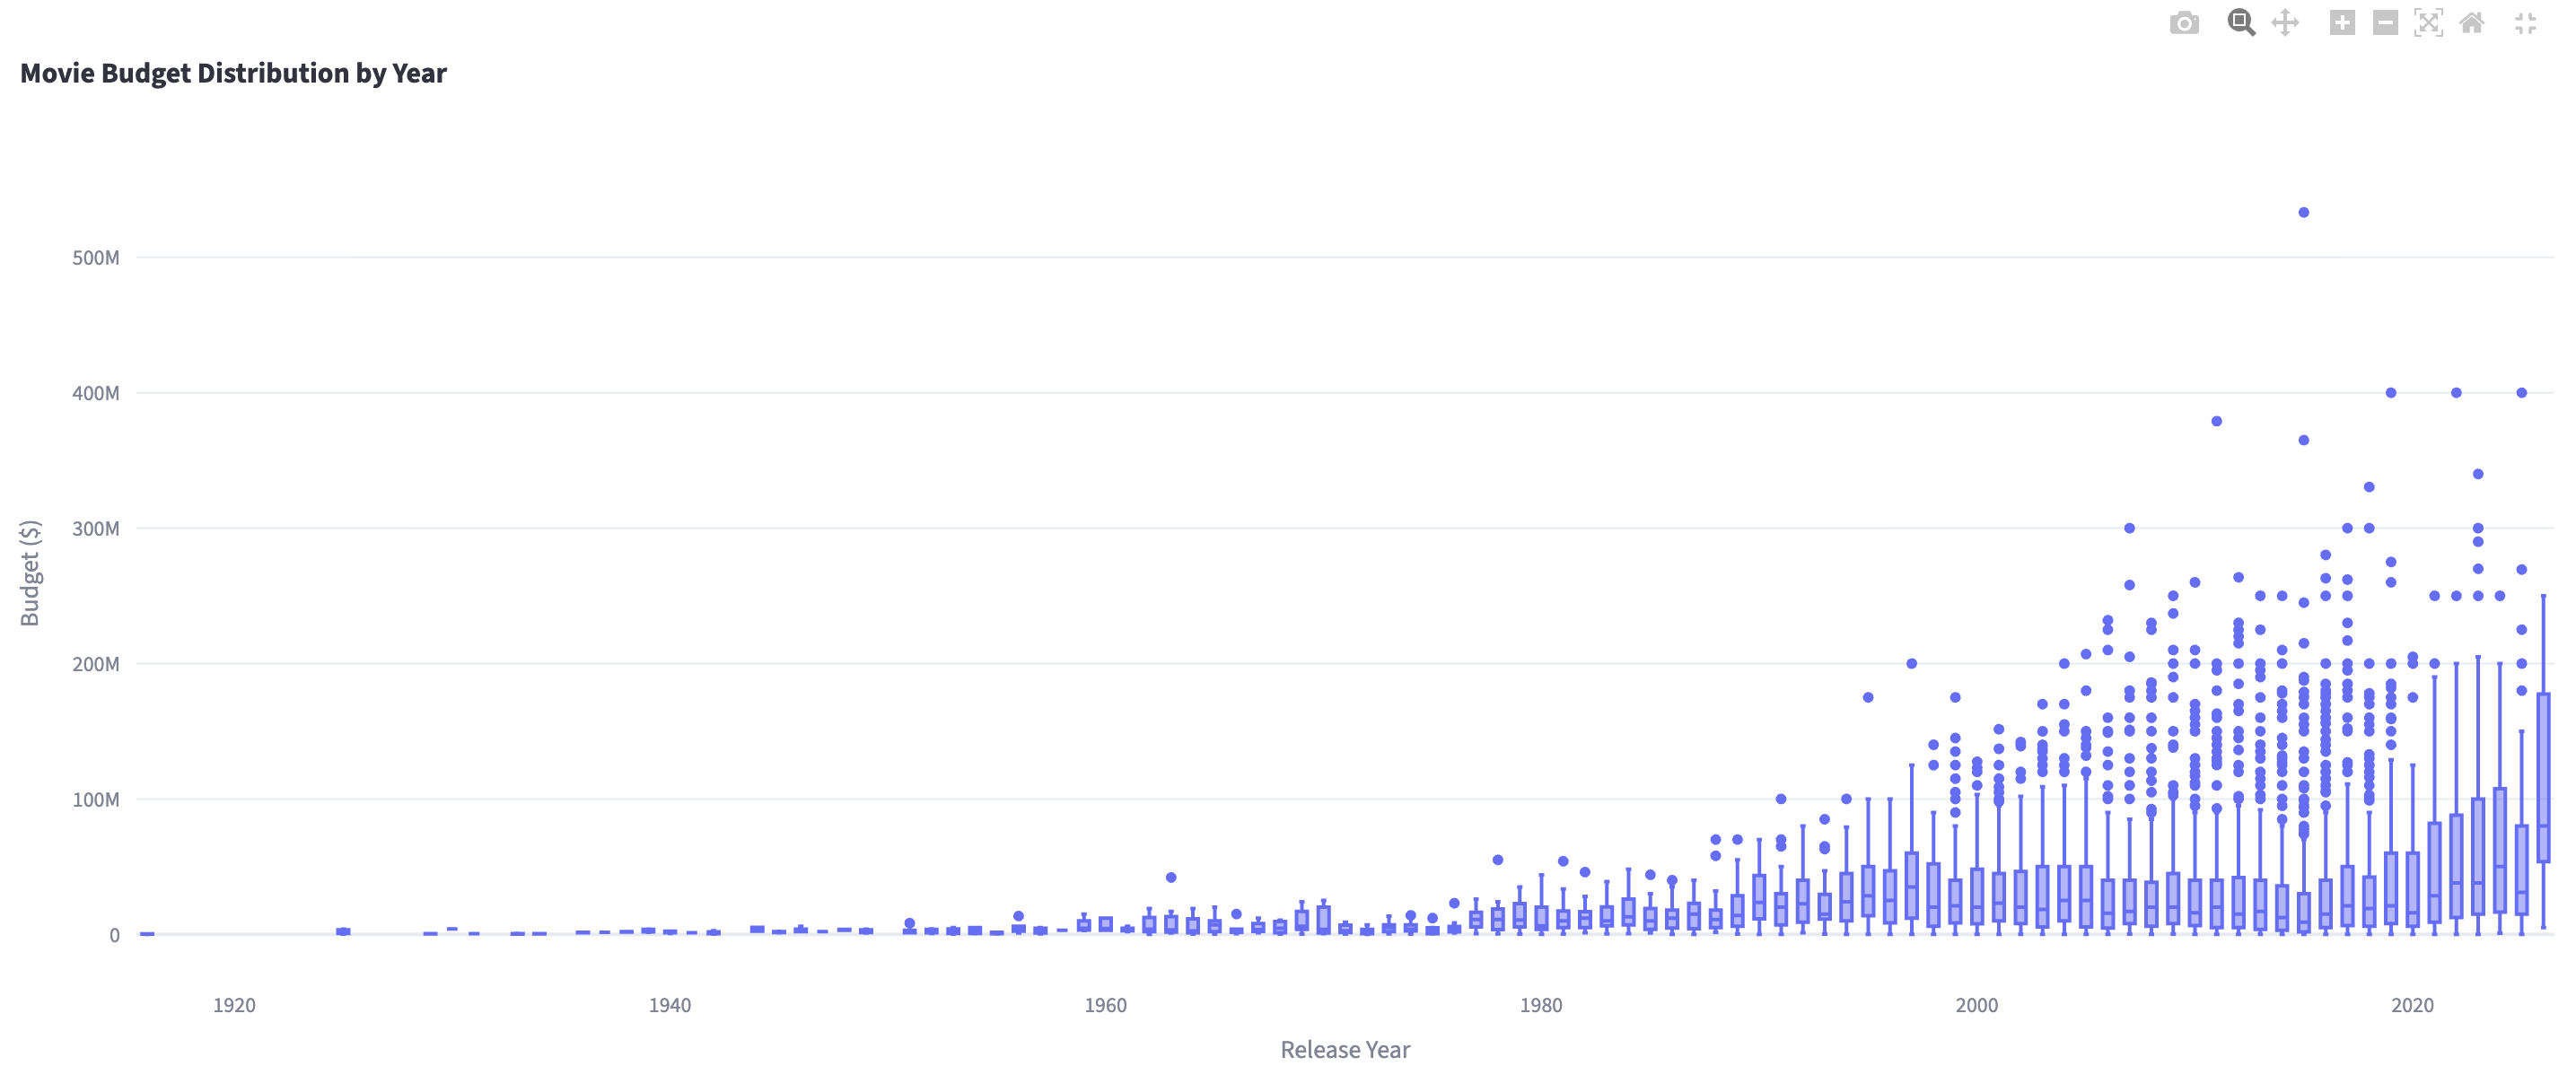 Movie Budget Distribution by Year
500M
400M
300M
200M
100M
0
Budget ($)
1920 1940 1960 1980 2000 2020
Release Year